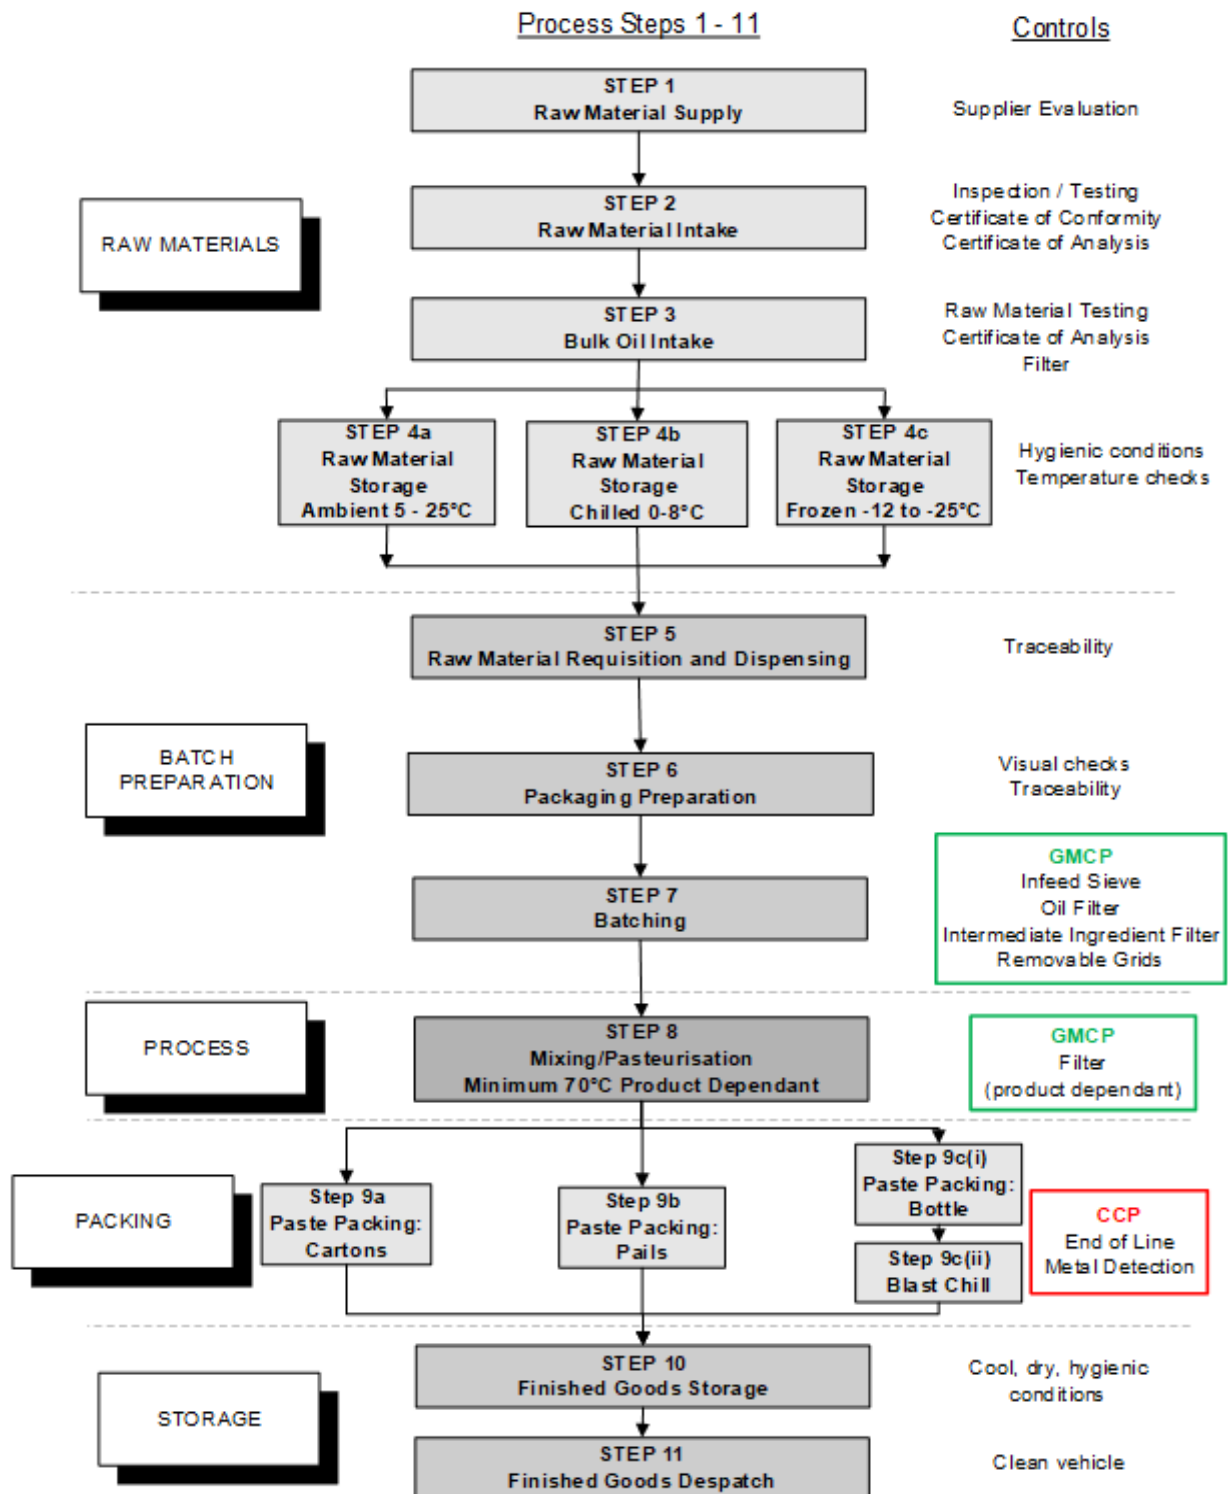 Process Steps 1 - 11
Controls
STEP 1
Raw Material Supply
Supplier Evaluation
RAW MATERIALS
STEP 2
Raw Material Intake
Inspection / Testing
Certificate of Conformity
Certificate of Analysis
STEP 3
Bulk Oil Intake
Raw Material Testing
Certificate of Analysis
Filter
STEP 4a
Raw Material
Storage
Ambient 5 - 25°C
STEP 4b
Raw Material
Storage
Chilled 0-8°C
STEP 4c
Raw Material
Storage
Frozen -12 to -25°C
Hygienic conditions
Temperature checks
STEP 5
Raw Material Requisition and Dispensing
Traceability
BATCH
PREPARATION
STEP 6
Packaging Preparation
Visual checks
Traceability
STEP 7
Batching
GMCP
Infeed Sieve
Oil Filter
Intermediate Ingredient Filter
Removable Grids
PROCESS
STEP 8
Mixing/Pasteurisation
Minimum 70°C Product Dependant
GMCP
Filter
(product dependant)
PACKING
Step 9a
Paste Packing:
Cartons
Step 9b
Paste Packing:
Pails
Step 9c(i)
Paste Packing:
Bottle
Step 9c(ii)
Blast Chill
CCP
End of Line
Metal Detection
STORAGE
STEP 10
Finished Goods Storage
Cool, dry, hygienic
conditions
STEP 11
Finished Goods Despatch
Clean vehicle